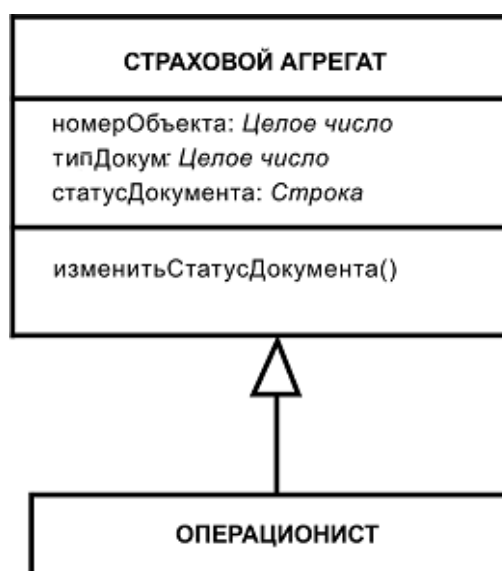 СТРАХОВОЙ АГРЕГАТ
номерОбъекта: Целое число
типДокум: Целое число
статусДокумента: Строка
изменитьСтатусДокумента()
ОПЕРАЦИОНИСТ